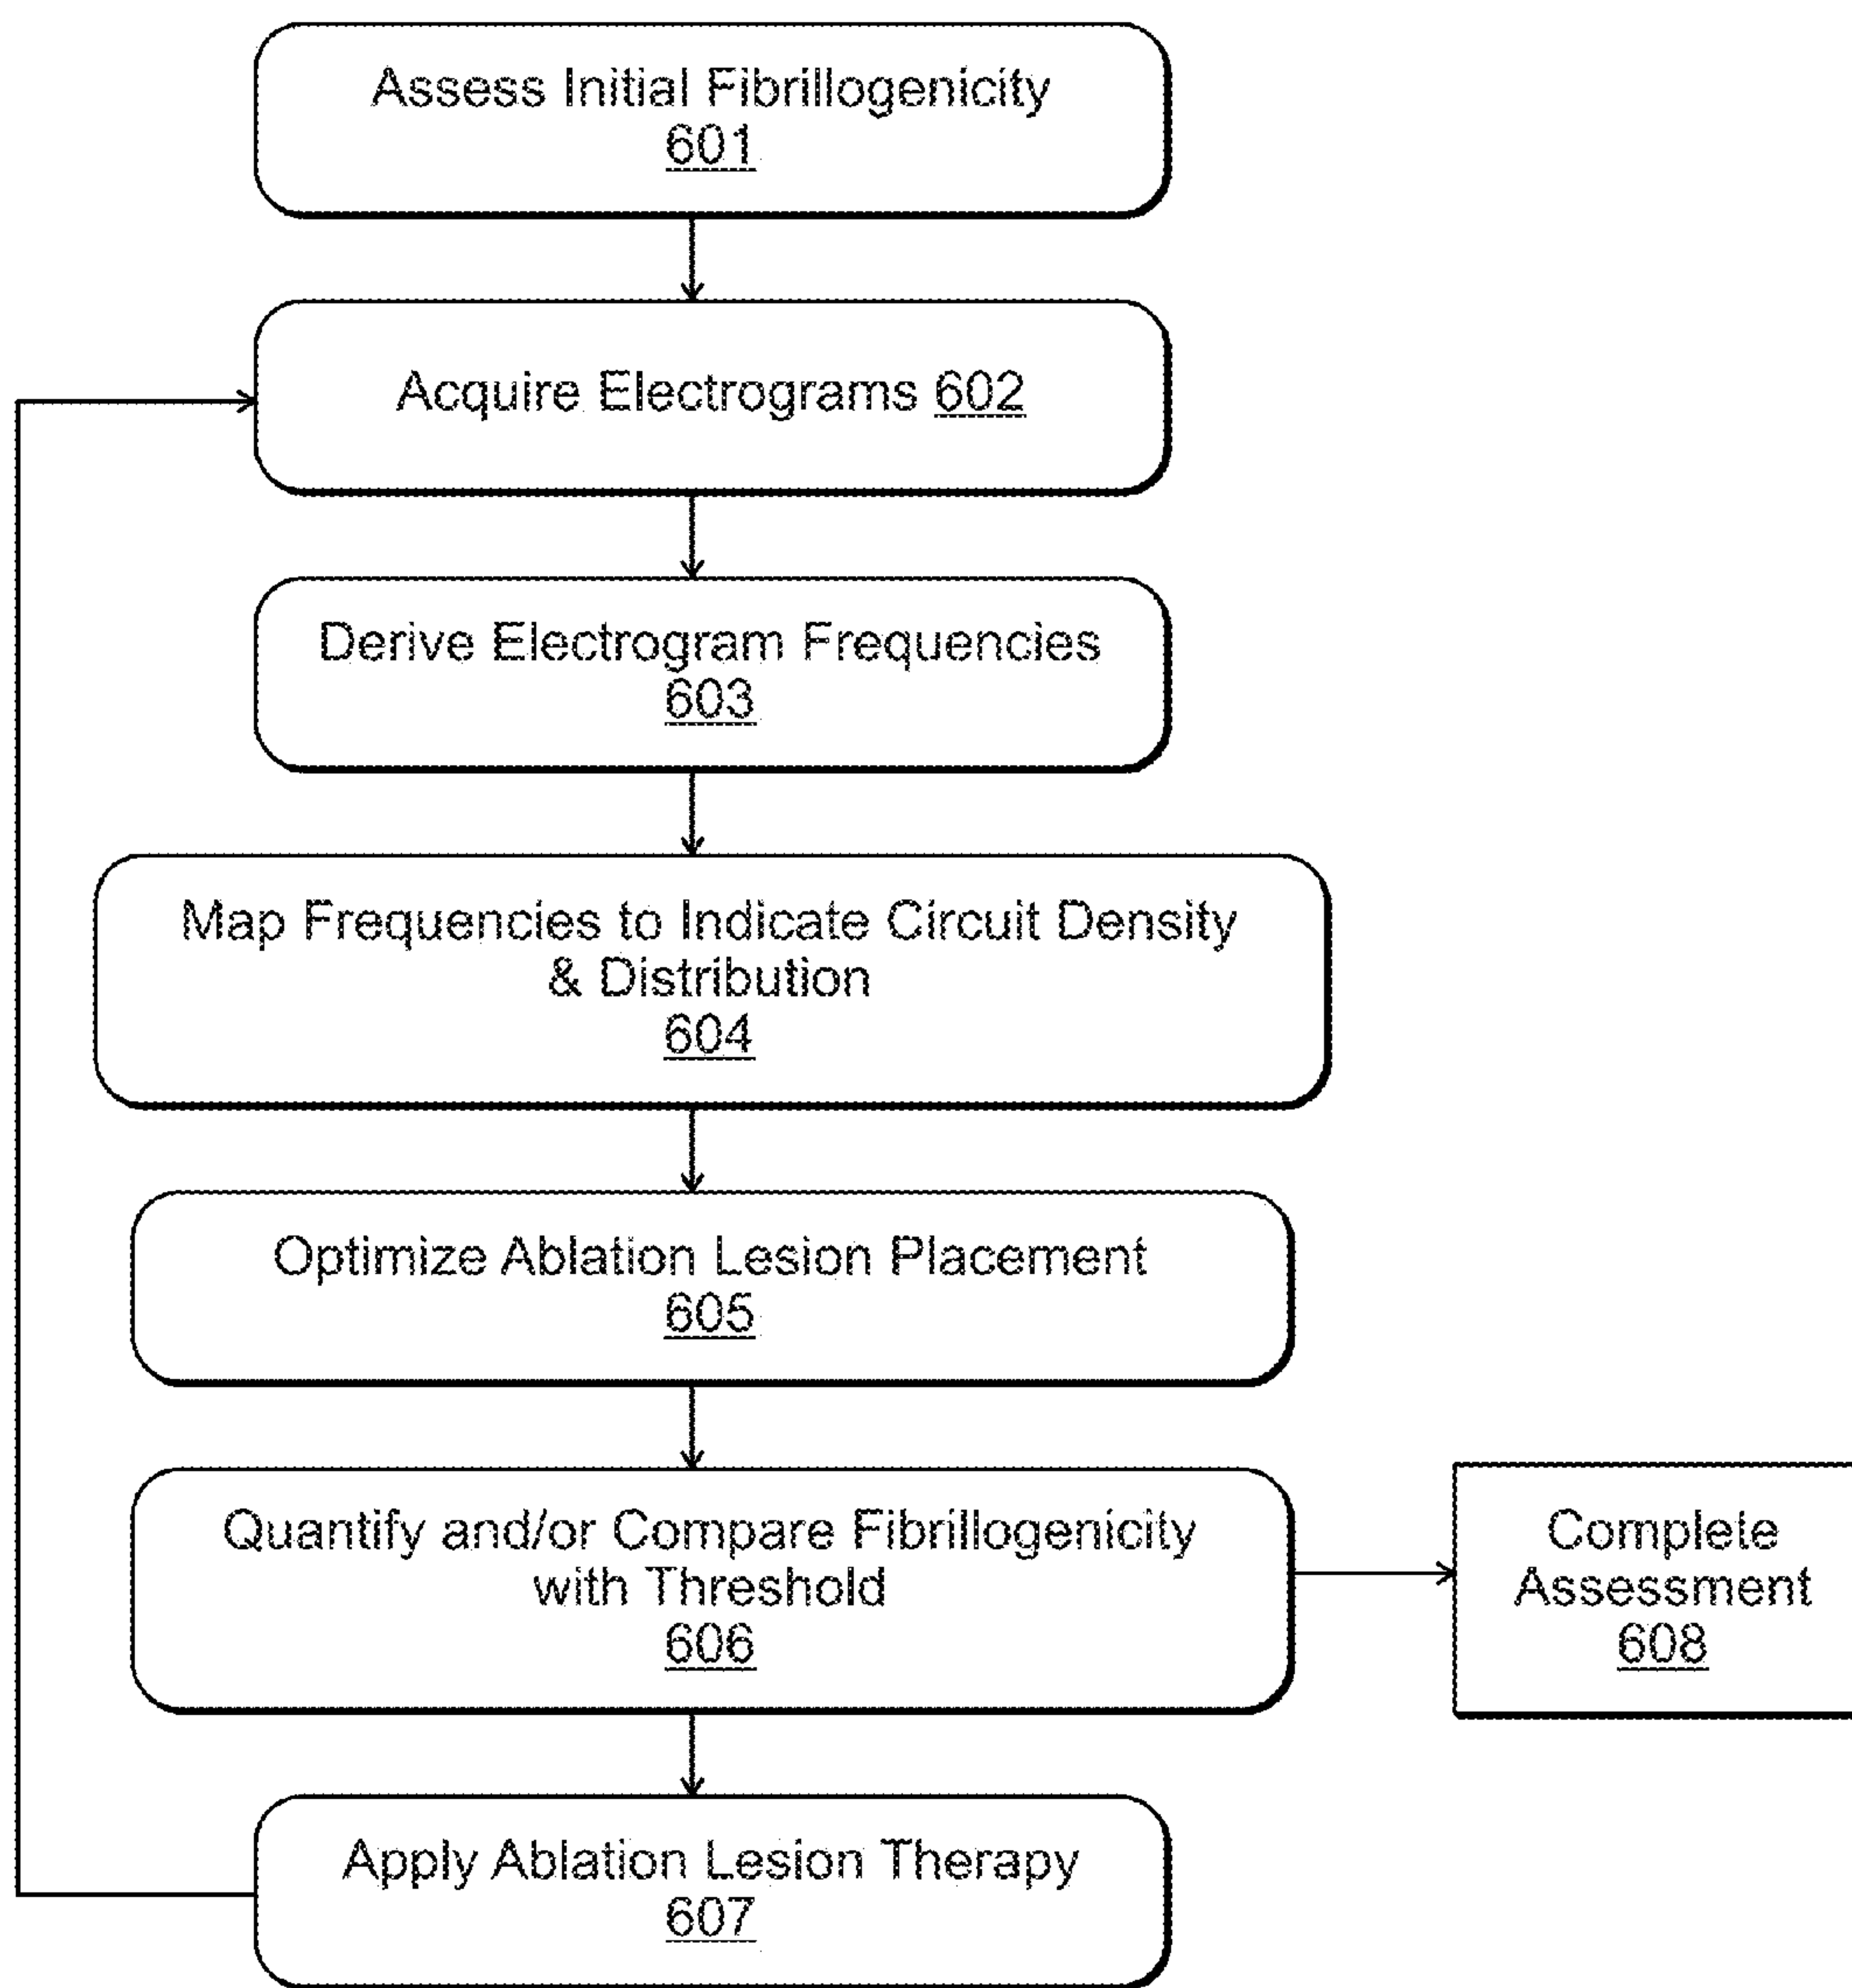 Assess Initial Fibrillogenicity
601
Acquire Electrograms 602
Derive Electrogram Frequencies
603
Map Frequencies to Indicate Circuit Density
& Distribution
604
Optimize Ablation Lesion Placement
605
Quantify and/or Compare Fibrillogenicity
with Threshold
606
Complete
Assessment
608
Apply Ablation Lesion Therapy
607